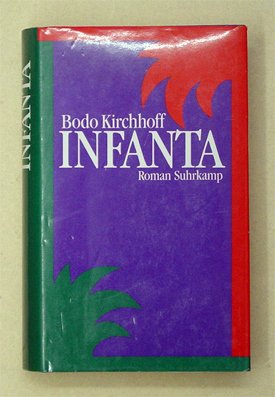 Bodo Kirchhoff
INFANTA
Roman Suhrkamp
INFANTA